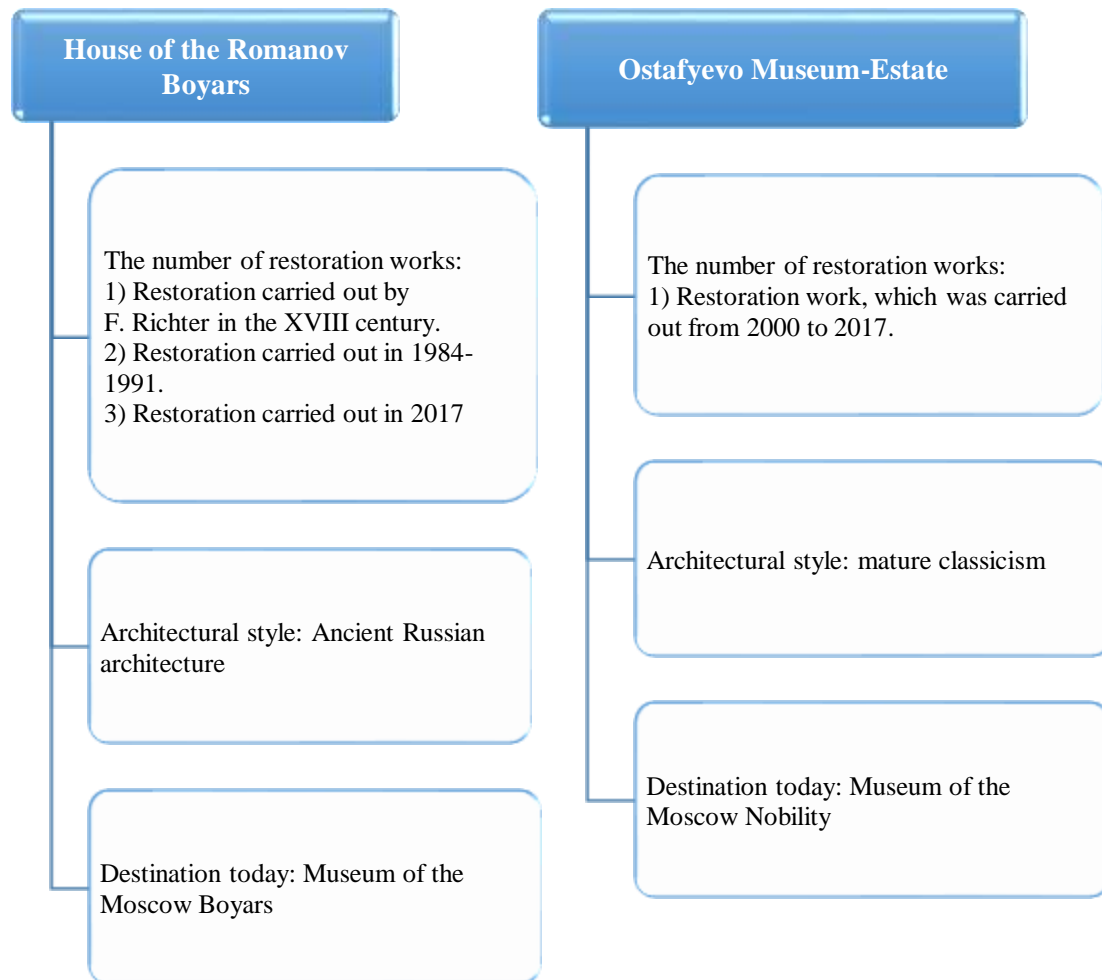 House of the Romanov
Boyars
The number of restoration works:
1) Restoration carried out by
F. Richter in the XVIII century.
2) Restoration carried out in 1984-
1991.
3) Restoration carried out in 2017
Architectural style: Ancient Russian
architecture
Destination today: Museum of the
Moscow Boyars
Ostafyevo Museum-Estate
The number of restoration works:
1) Restoration work, which was carried
out from 2000 to 2017.
Architectural style: mature classicism
Destination today: Museum of the
Moscow Nobility